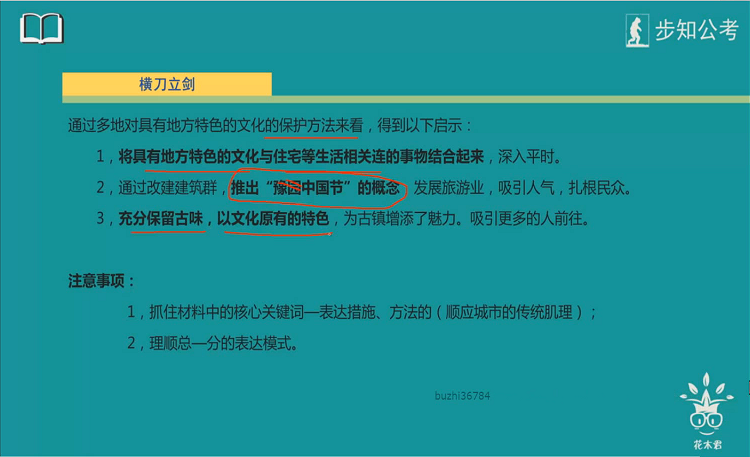 步知公考
横刀立剑
通过多地对具有地方特色的文化的保护方法来看，得到以下启示：
1，将具有地方特色的文化与住宅等生活相关连的事物结合起来，深入平时。
2，通过改建建筑群，推出“豫园中国节”的概念，发展旅游业，吸引人气，扎根民众。
3，充分保留古味，以文化原有的特色，为古镇增添了魅力。吸引更多的人前往。
注意事项：
1，抓住材料中的核心关键词—表达措施、方法的（顺应城市的传统肌理）；
2，理顺总—分的表达模式。
buzhi36784
花木君